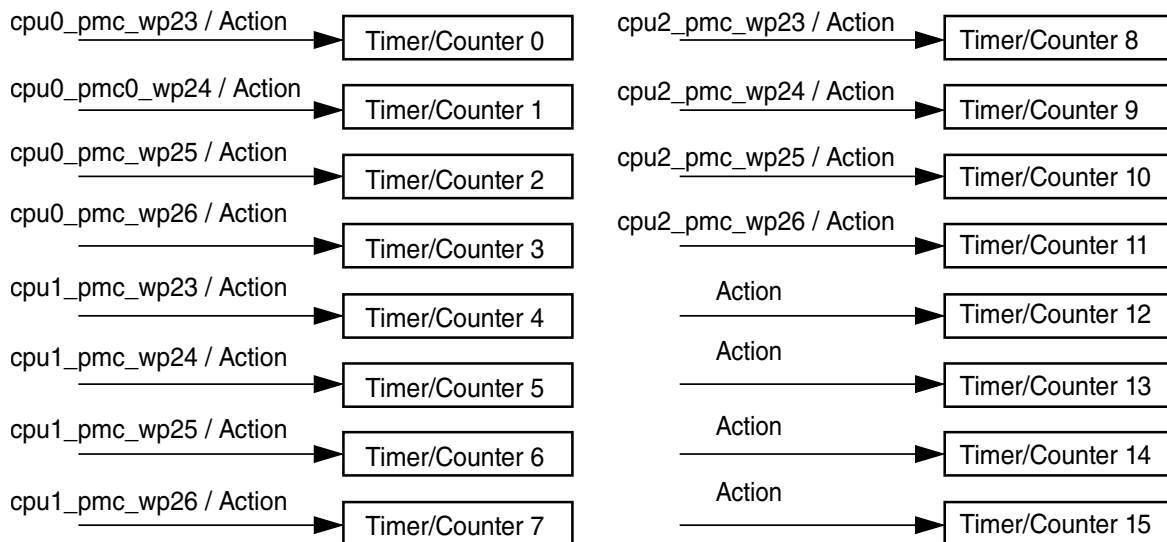 cpu0_pmc_wp23 / Action
Timer/Counter 0
cpu0_pmc0_wp24 / Action
Timer/Counter 1
cpu0_pmc_wp25 / Action
Timer/Counter 2
cpu0_pmc_wp26 / Action
Timer/Counter 3
cpu1_pmc_wp23 / Action
Timer/Counter 4
cpu1_pmc_wp24 / Action
Timer/Counter 5
cpu1_pmc_wp25 / Action
Timer/Counter 6
cpu1_pmc_wp26 / Action
Timer/Counter 7
cpu2_pmc_wp23 / Action
Timer/Counter 8
cpu2_pmc_wp24 / Action
Timer/Counter 9
cpu2_pmc_wp25 / Action
Timer/Counter 10
cpu2_pmc_wp26 / Action
Timer/Counter 11
Action
Timer/Counter 12
Action
Timer/Counter 13
Action
Timer/Counter 14
Action
Timer/Counter 15